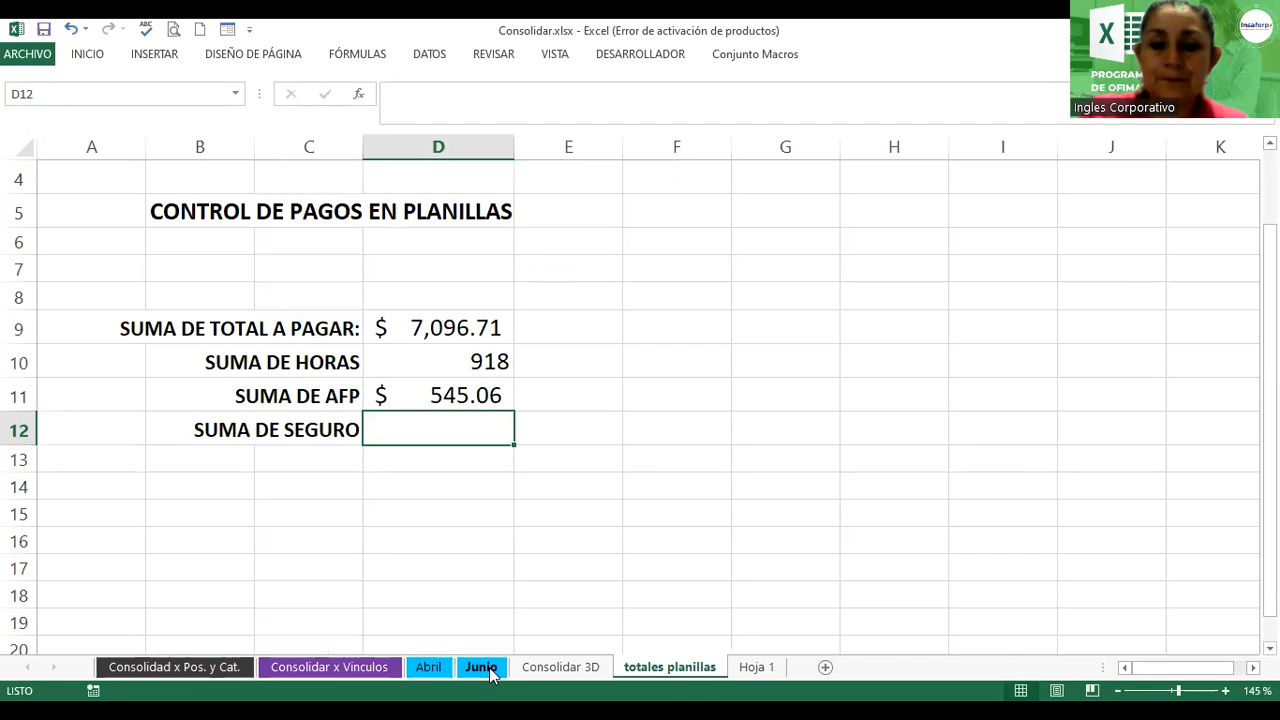 Consolidar.xlsx - Excel (Error de activación de productos)
ARCHIVO INICIO INSERTAR DISEÑO DE PÁGINA FÓRMULAS DATOS REVISAR VISTA DESARROLLADOR Conjunto Macros
Insaforp
PROGRAM
DE OFIMA
Ingles Corporativo
D12
fx
A B C D E F G H I J K
4
5 CONTROL DE PAGOS EN PLANILLAS
6
7
8
9 SUMA DE TOTAL A PAGAR: $ 7,096.71
10 SUMA DE HORAS 918
11 SUMA DE AFP $ 545.06
12 SUMA DE SEGURO
13
14
15
16
17
18
19
20
Consolidad x Pos. y Cat. Consolidar x Vinculos Abril Junio Consolidar 3D totales planillas Hoja 1
LISTO 145 %